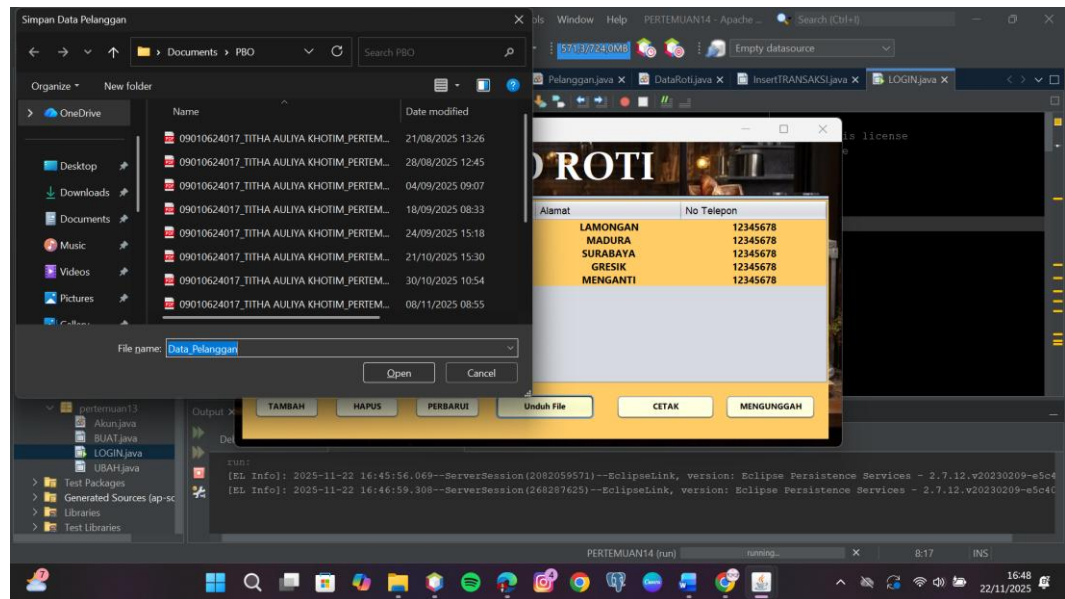 Simpan Data Pelanggan
Window Help PERTEMUAN14 - Apache ... Search (Ctrl+I)
Documents › PBO
Search PBO
571.3/724.0MB
Empty datasource
Organize New folder
Pelanggan.java DataRoti.java InsertTRANSAKSI.java LOGIN.java
OneDrive
Desktop
Downloads
Documents
Music
Videos
Pictures
Name Date modified
09010624017_TITHA AULIYA KHOTIM_PERTEM... 21/08/2025 13:26
09010624017_TITHA AULIYA KHOTIM_PERTEM... 28/08/2025 12:45
09010624017_TITHA AULIYA KHOTIM_PERTEM... 04/09/2025 09:07
09010624017_TITHA AULIYA KHOTIM_PERTEM... 18/09/2025 08:33
09010624017_TITHA AULIYA KHOTIM_PERTEM... 24/09/2025 15:18
09010624017_TITHA AULIYA KHOTIM_PERTEM... 21/10/2025 15:30
09010624017_TITHA AULIYA KHOTIM_PERTEM... 30/10/2025 10:54
09010624017_TITHA AULIYA KHOTIM_PERTEM... 08/11/2025 08:55
File name: Data_Pelanggan
Open Cancel
is license
ROTI
Alamat No Telepon
LAMONGAN 12345678
MADURA 12345678
SURABAYA 12345678
GRESIK 12345678
MENGANTI 12345678
TAMBAH HAPUS PERBARUI Unduh File CETAK MENGUNGGAH
pertemuan13
Akun.java
BUAT.java
LOGIN.java
UBAH.java
Test Packages
Generated Sources (ap-sc
Libraries
Test Libraries
Output
run:
[EL Info]: 2025-11-22 16:45:56.069--ServerSession(2082059571)--EclipseLink, version: Eclipse Persistence Services - 2.7.12.v20230209-e5c4
[EL Info]: 2025-11-22 16:46:59.308--ServerSession(268287625)--EclipseLink, version: Eclipse Persistence Services - 2.7.12.v20230209-e5c4C
PERTEMUAN14 (run) running... 8:17 INS
16:48
22/11/2025